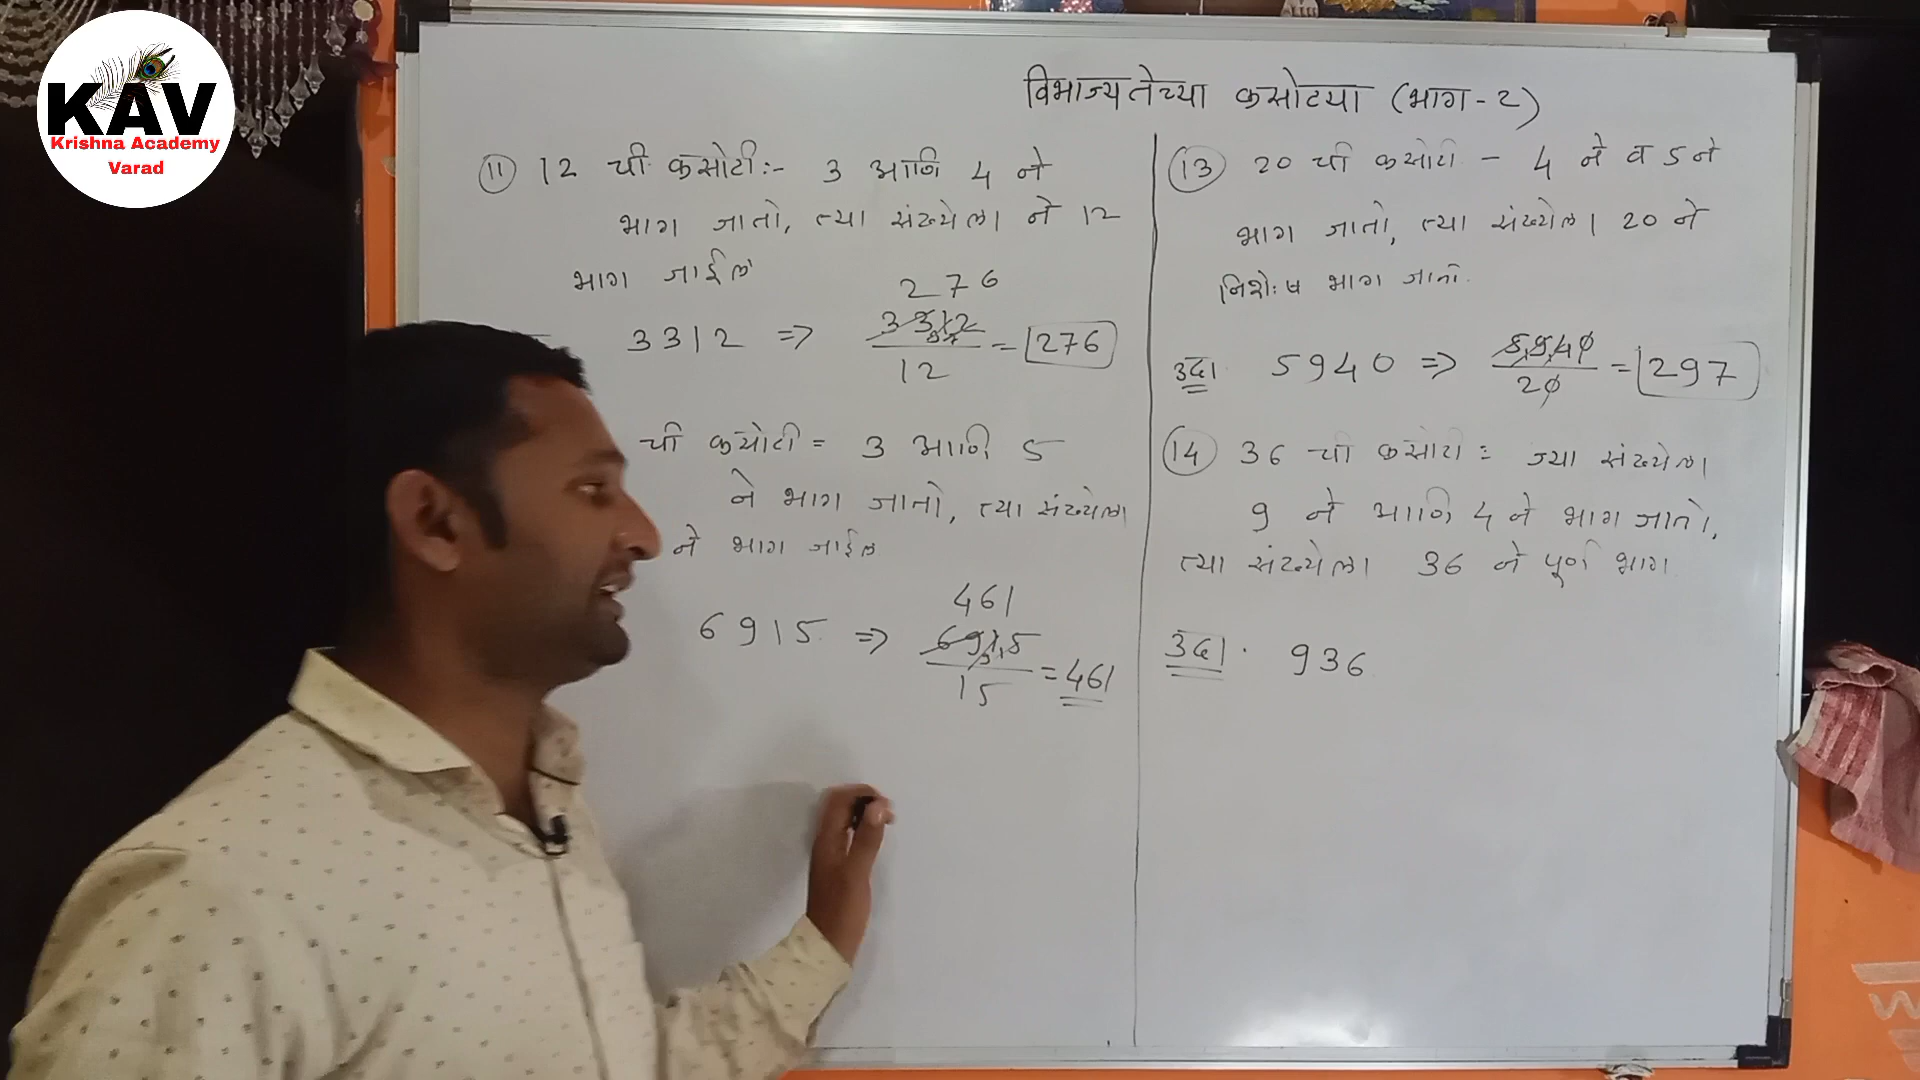 KAV
Krishna Academy
Varad
विभाज्यतेच्या कसोटया (भाग-2)
11 12 ची कसोटी:- 3 आणि 4 ने
भाग जातो, त्या संख्येला ने 12
भाग जाईल
276
3312 => 3312/12 = 276
ची कसोटी = 3 आणि 5
ने भाग जातो, त्या संख्येला
ने भाग जाईल
461
6915 => 6915/15 = 461
13 20 ची कसोटी - 4 ने व 5 ने
भाग जातो, त्या संख्येला 20 ने
निशे:ष भाग जातो.
उदा. 5940 => 5940/20 = 297
14 36 ची कसोटी = ज्या संख्येला
9 ने आणि 4 ने भाग जातो,
त्या संख्येला 36 ने पूर्ण भाग
उदा. 936